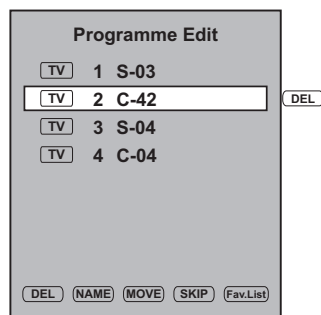 Programme Edit
TV 1 S-03
TV 2 C-42 DEL
TV 3 S-04
TV 4 C-04
DEL NAME MOVE SKIP Fav.List